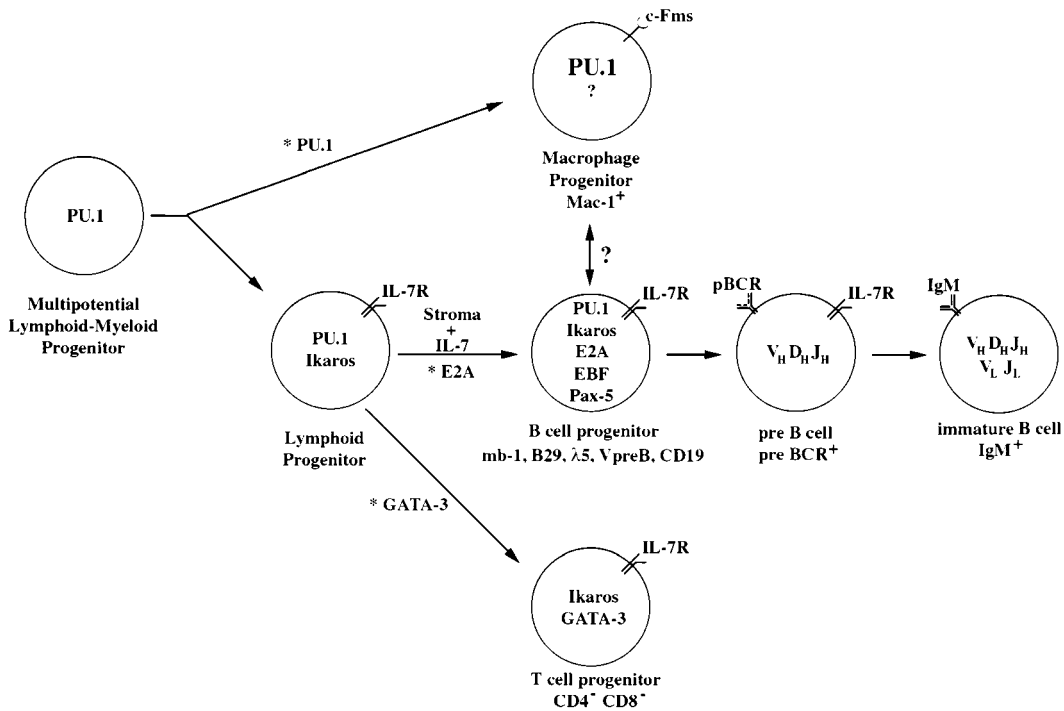 c-Fms
PU.1
?
* PU.1
Macrophage
Progenitor
Mac-1+
PU.1
Multipotential
Lymphoid-Myeloid
Progenitor
?
IL-7R
PU.1
Ikaros
Lymphoid
Progenitor
Stroma
+
IL-7
* E2A
IL-7R
PU.1
Ikaros
E2A
EBF
Pax-5
B cell progenitor
mb-1, B29, λ5, VpreB, CD19
pBCR
IL-7R
VH DH JH
pre B cell
pre BCR+
IgM
VH DH JH
VL JL
immature B cell
IgM+
* GATA-3
IL-7R
Ikaros
GATA-3
T cell progenitor
CD4- CD8-